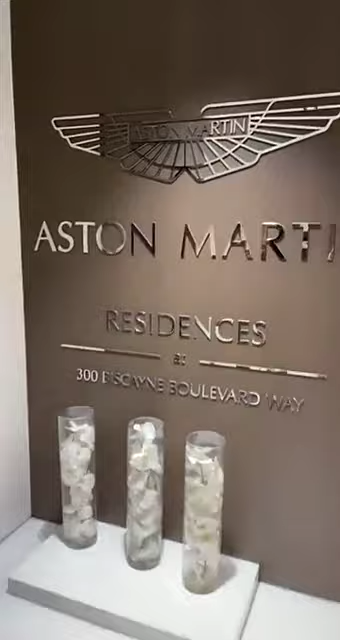 ASTON MARTIN
ASTON MARTI
RESIDENCES
at
300 BISCAYNE BOULEVARD WAY